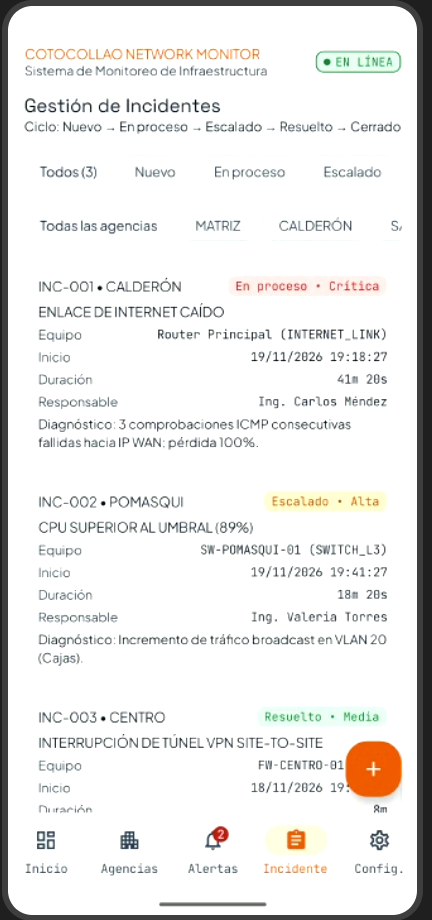 COTOCOLLAO NETWORK MONITOR
Sistema de Monitoreo de Infraestructura
EN LÍNEA
Gestión de Incidentes
Ciclo: Nuevo → En proceso → Escalado → Resuelto → Cerrado
Todos (3) Nuevo En proceso Escalado
Todas las agencias MATRIZ CALDERÓN
INC-001 • CALDERÓN En proceso • Crítica
ENLACE DE INTERNET CAÍDO
Equipo Router Principal (INTERNET_LINK)
Inicio 19/11/2026 19:18:27
Duración 41m 20s
Responsable Ing. Carlos Méndez
Diagnóstico: 3 comprobaciones ICMP consecutivas
fallidas hacia IP WAN; pérdida 100%.
INC-002 • POMASQUI Escalado • Alta
CPU SUPERIOR AL UMBRAL (89%)
Equipo SW-POMASQUI-01 (SWITCH_L3)
Inicio 19/11/2026 19:41:27
Duración 18m 20s
Responsable Ing. Valeria Torres
Diagnóstico: Incremento de tráfico broadcast en VLAN 20
(Cajas).
INC-003 • CENTRO Resuelto • Media
INTERRUPCIÓN DE TÚNEL VPN SITE-TO-SITE
Equipo FW-CENTRO-01
Inicio 18/11/2026 19:
Duración 8m
+
2
Inicio Agencias Alertas Incidente Config.